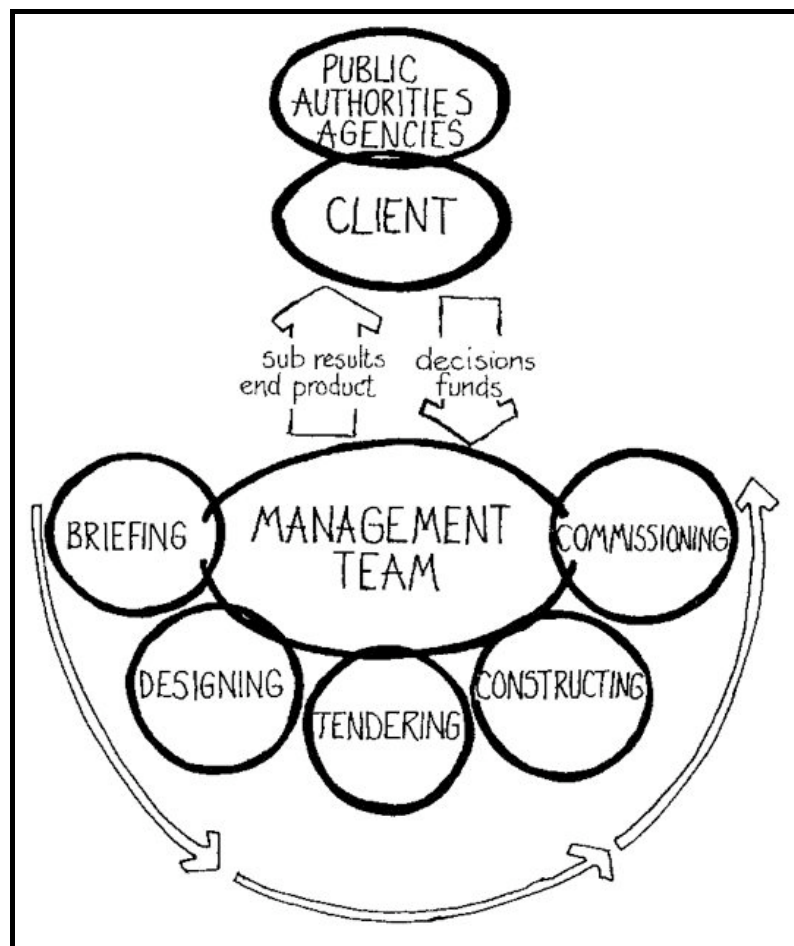 PUBLIC
AUTHORITIES
AGENCIES
CLIENT
sub results
end product
decisions
funds
MANAGEMENT
TEAM
BRIEFING
DESIGNING
TENDERING
CONSTRUCTING
COMMISSIONING